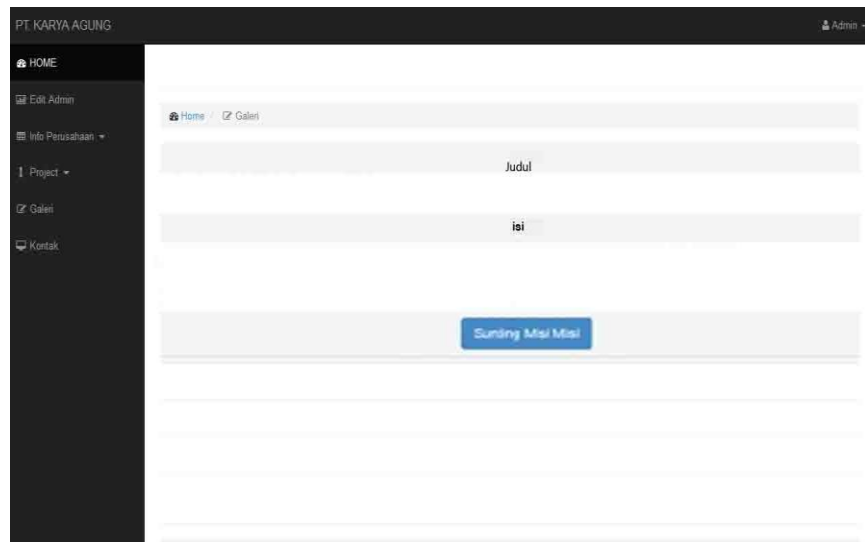 PT. KARYA AGUNG
Admin
HOME
Edit Admin
Info Perusahaan
Project
Galeri
Kontak
Home / Galeri
Judul
isi
Sunting Misi Misi